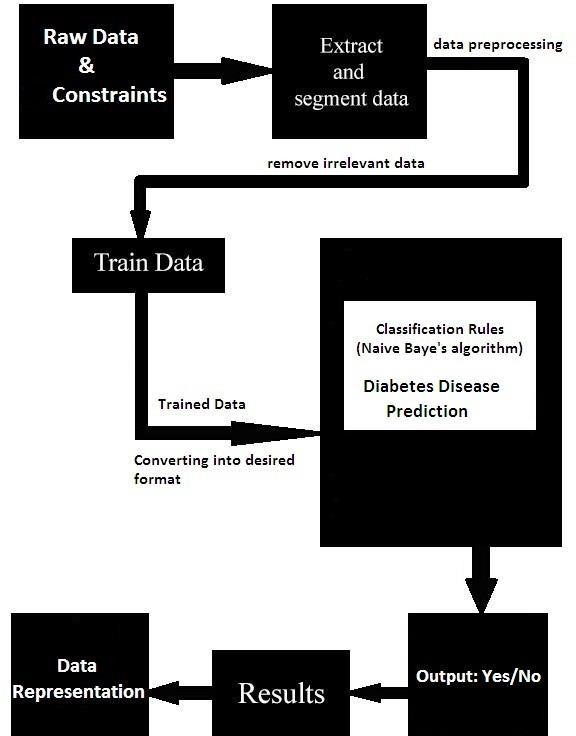 Raw Data
&
Constraints
Extract
and
segment data
data preprocessing
remove irrelevant data
Train Data
Classification Rules
(Naive Baye's algorithm)
Diabetes Disease
Prediction
Trained Data
Converting into desired
format
Output: Yes/No
Results
Data
Representation